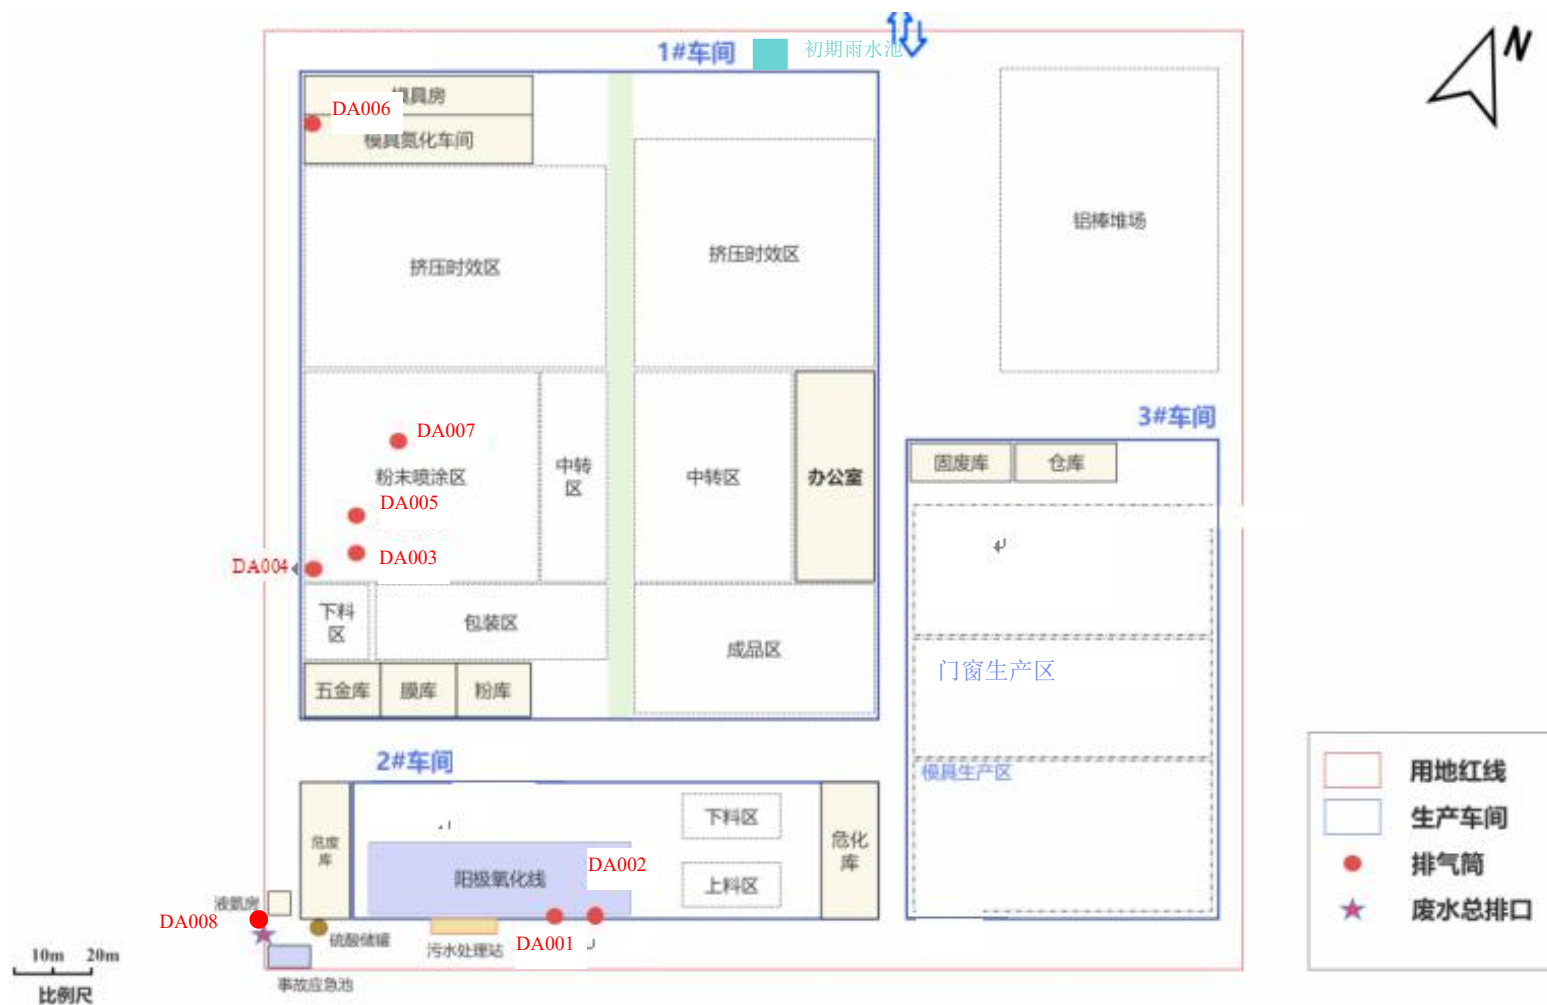 1#车间
初期雨水池
N
模具房
DA006
模具氮化车间
挤压时效区
挤压时效区
铝棒堆场
DA007
粉末喷涂区
DA005
DA003
DA004
中转
区
中转区
办公室
3#车间
固废库
仓库
下料
区
包装区
成品区
五金库
膜库
粉库
门窗生产区
模具生产区
2#车间
危废
库
下料区
危化
库
阳极氧化线
DA002
上料区
液氨房
DA008
硫酸储罐
污水处理站
DA001
事故应急池
10m 20m
比例尺
用地红线
生产车间
排气筒
废水总排口